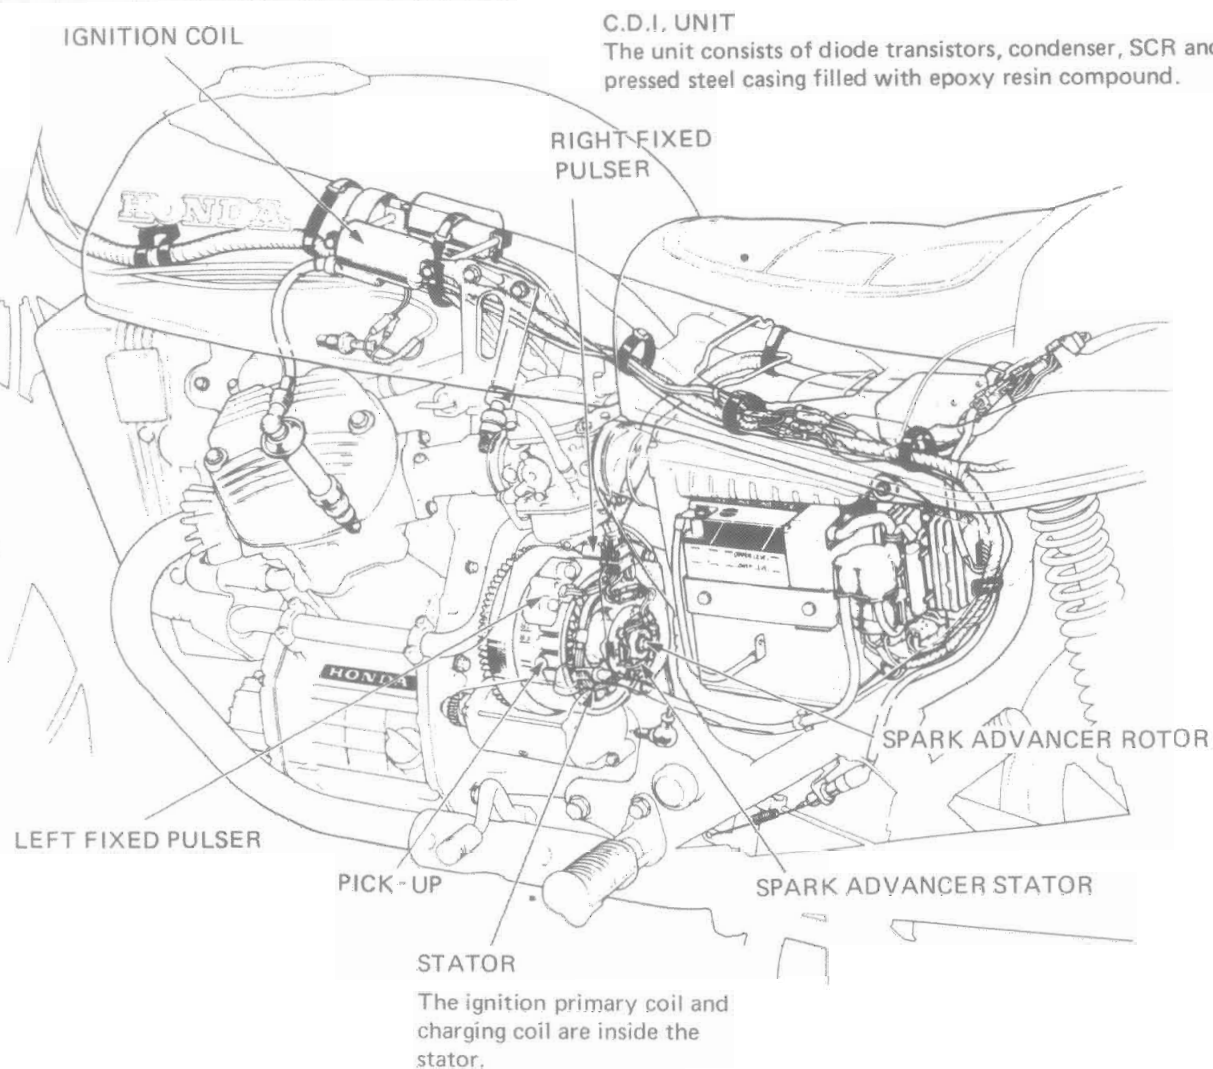 IGNITION COIL
C.D.I. UNIT
The unit consists of diode transistors, condenser, SCR and
pressed steel casing filled with epoxy resin compound.
RIGHT FIXED
PULSER
HONDA
HONDA
SPARK ADVANCER ROTOR
LEFT FIXED PULSER
PICK-UP
SPARK ADVANCER STATOR
STATOR
The ignition primary coil and
charging coil are inside the
stator.